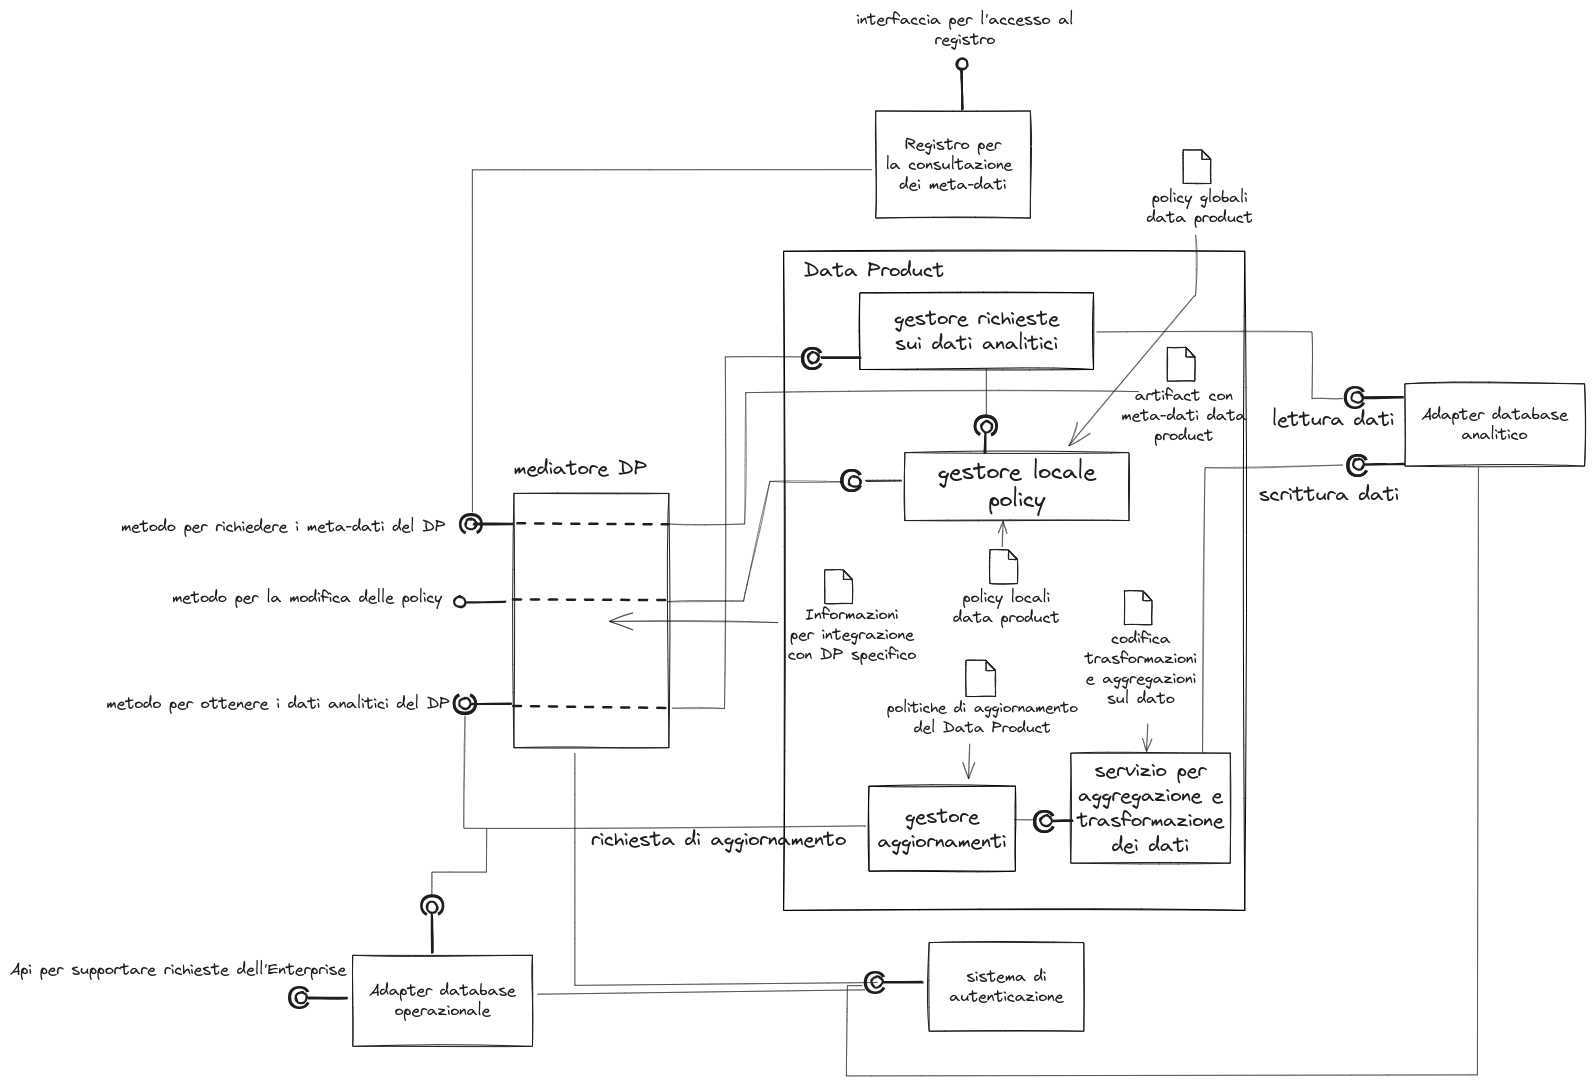 interfaccia per l'accesso al
registro
Registro per
la consultazione
dei meta-dati
policy globali
data product
Data Product
gestore richieste
sui dati analitici
artifact con
meta-dati data
product
lettura dati
Adapter database
analitico
scrittura dati
gestore locale
policy
mediatore DP
metodo per richiedere i meta-dati del DP
metodo per la modifica delle policy
metodo per ottenere i dati analitici del DP
Informazioni
per integrazione
con DP specifico
policy locali
data product
codifica
trasformazioni
e aggregazioni
sul dato
politiche di aggiornamento
del Data Product
servizio per
aggregazione e
trasformazione
dei dati
gestore
aggiornamenti
richiesta di aggiornamento
Api per supportare richieste dell'Enterprise
Adapter database
operazionale
sistema di
autenticazione